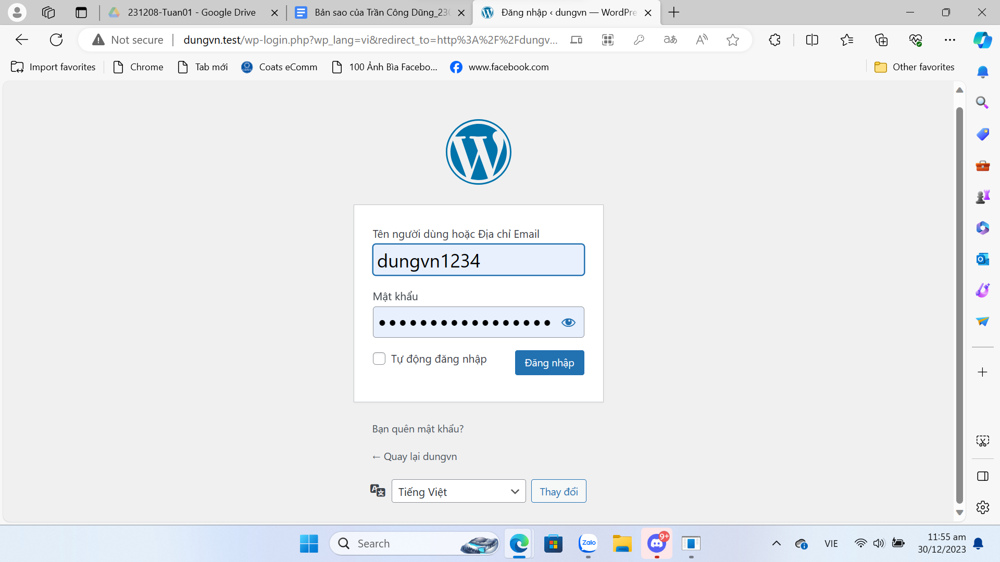 231208-Tuan01 - Google Drive
Bản sao của Trần Công Dũng_230
Đăng nhập ‹ dungvn — WordPre
Not secure
dungvn.test/wp-login.php?wp_lang=vi&redirect_to=http%3A%2F%2Fdungv...
Import favorites
Chrome
Tab mới
Coats eComm
100 Ảnh Bìa Facebo...
www.facebook.com
Other favorites
Tên người dùng hoặc Địa chỉ Email
dungvn1234
Mật khẩu
Tự động đăng nhập
Đăng nhập
Bạn quên mật khẩu?
← Quay lại dungvn
Tiếng Việt
Thay đổi
Search
Zalo
9+
VIE
11:55 am
30/12/2023